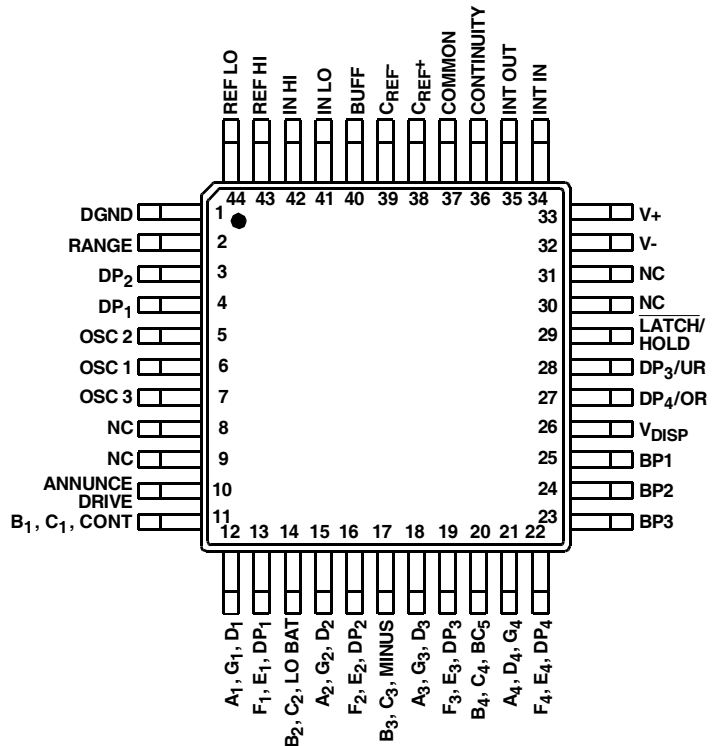 REF LO
REF HI
IN HI
IN LO
BUFF
CREF-
CREF+
COMMON
CONTINUITY
INT OUT
INT IN
44 43 42 41 40 39 38 37 36 35 34
DGND 1
RANGE 2
DP2 3
DP1 4
OSC 2 5
OSC 1 6
OSC 3 7
NC 8
NC 9
ANNUNCE
DRIVE 10
B1, C1, CONT 11
33 V+
32 V-
31 NC
30 NC
29 LATCH/
HOLD
28 DP3/UR
27 DP4/OR
26 VDISP
25 BP1
24 BP2
23 BP3
12 13 14 15 16 17 18 19 20 21 22
A1, G1, D1
F1, E1, DP1
B2, C2, LO BAT
A2, G2, D2
F2, E2, DP2
B3, C3, MINUS
A3, G3, D3
F3, E3, DP3
B4, C4, BC5
A4, D4, G4
F4, E4, DP4